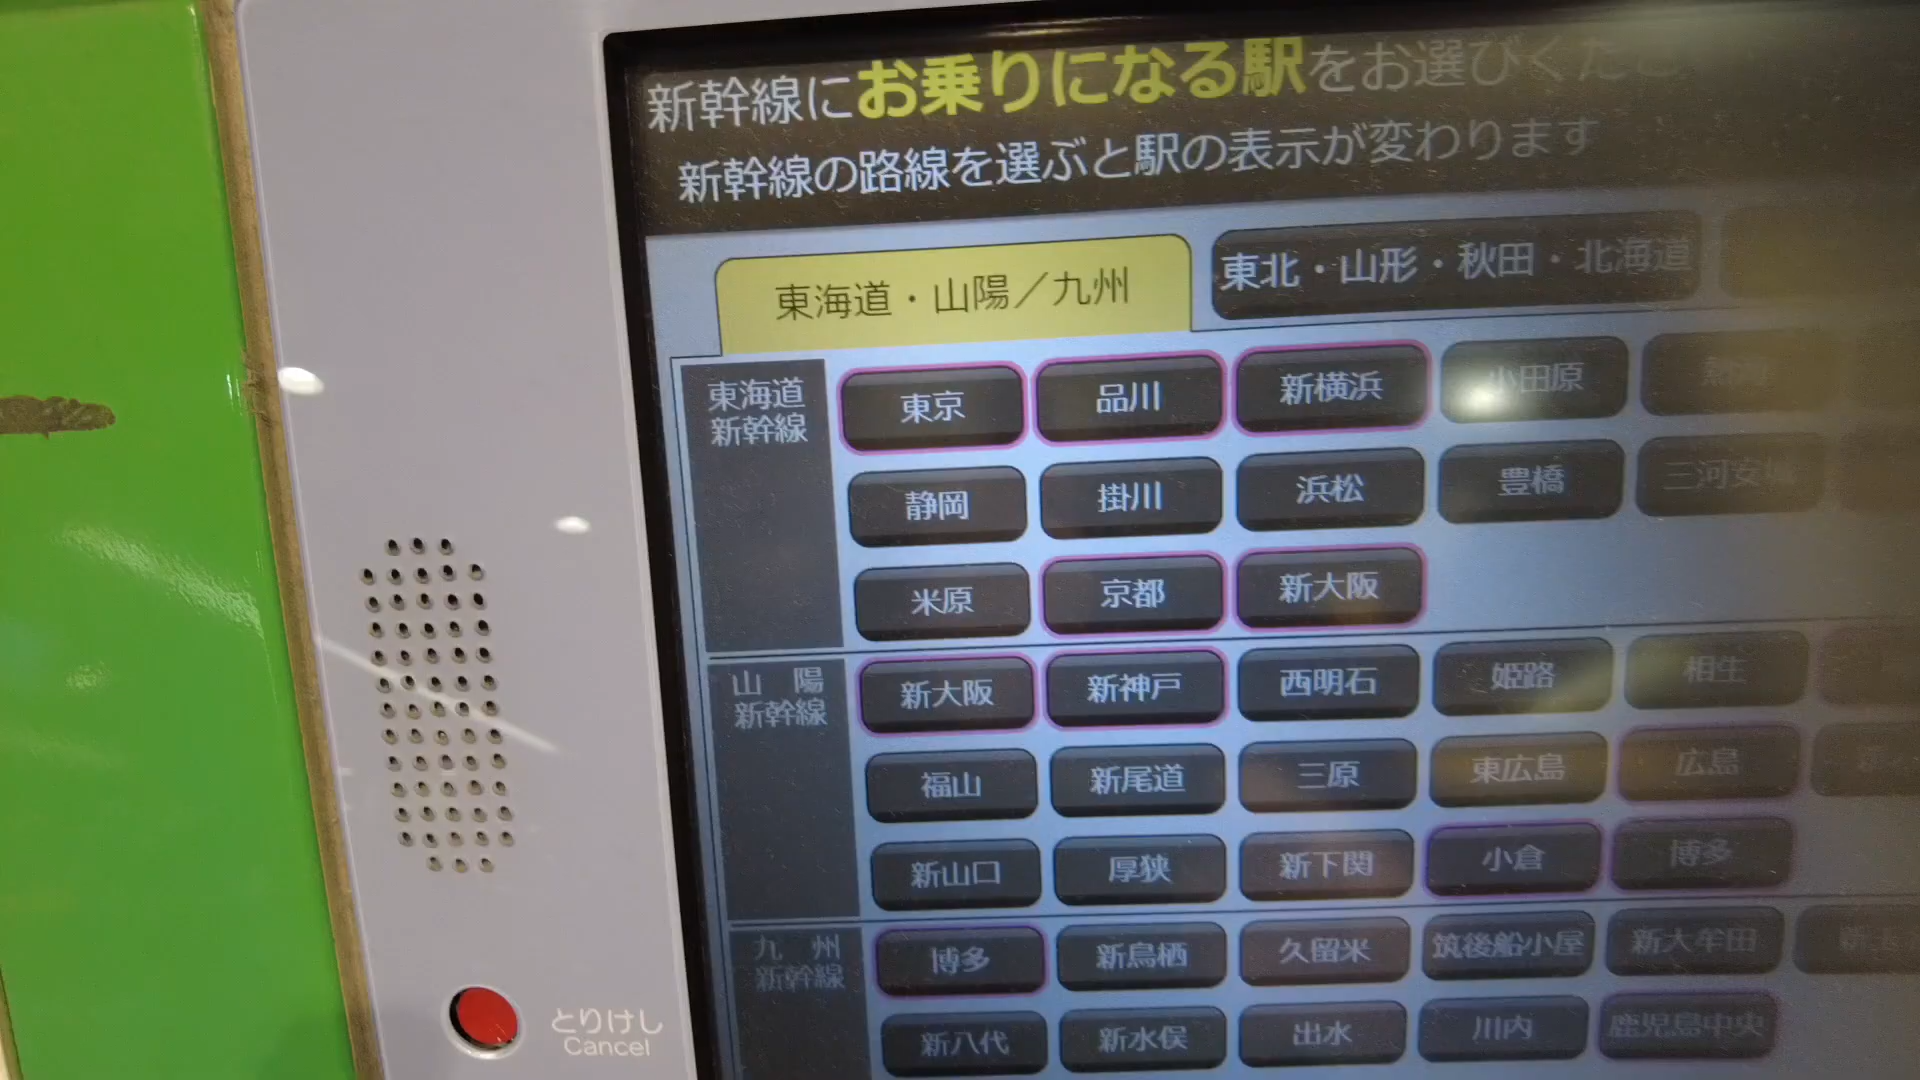 新幹線にお乗りになる駅をお選びくださ
新幹線の路線を選ぶと駅の表示が変わります
東海道・山陽／九州
東北・山形・秋田・北海道
東海道
新幹線
東京 品川 新横浜 小田原
静岡 掛川 浜松 豊橋 三河安城
米原 京都 新大阪
山陽
新幹線
新大阪 新神戸 西明石 姫路 相生
福山 新尾道 三原 東広島 広島
新山口 厚狭 新下関 小倉 博多
九州
新幹線
博多 新鳥栖 久留米 筑後船小屋 新大牟田
新八代 新水俣 出水 川内 鹿児島中央
とりけし
Cancel